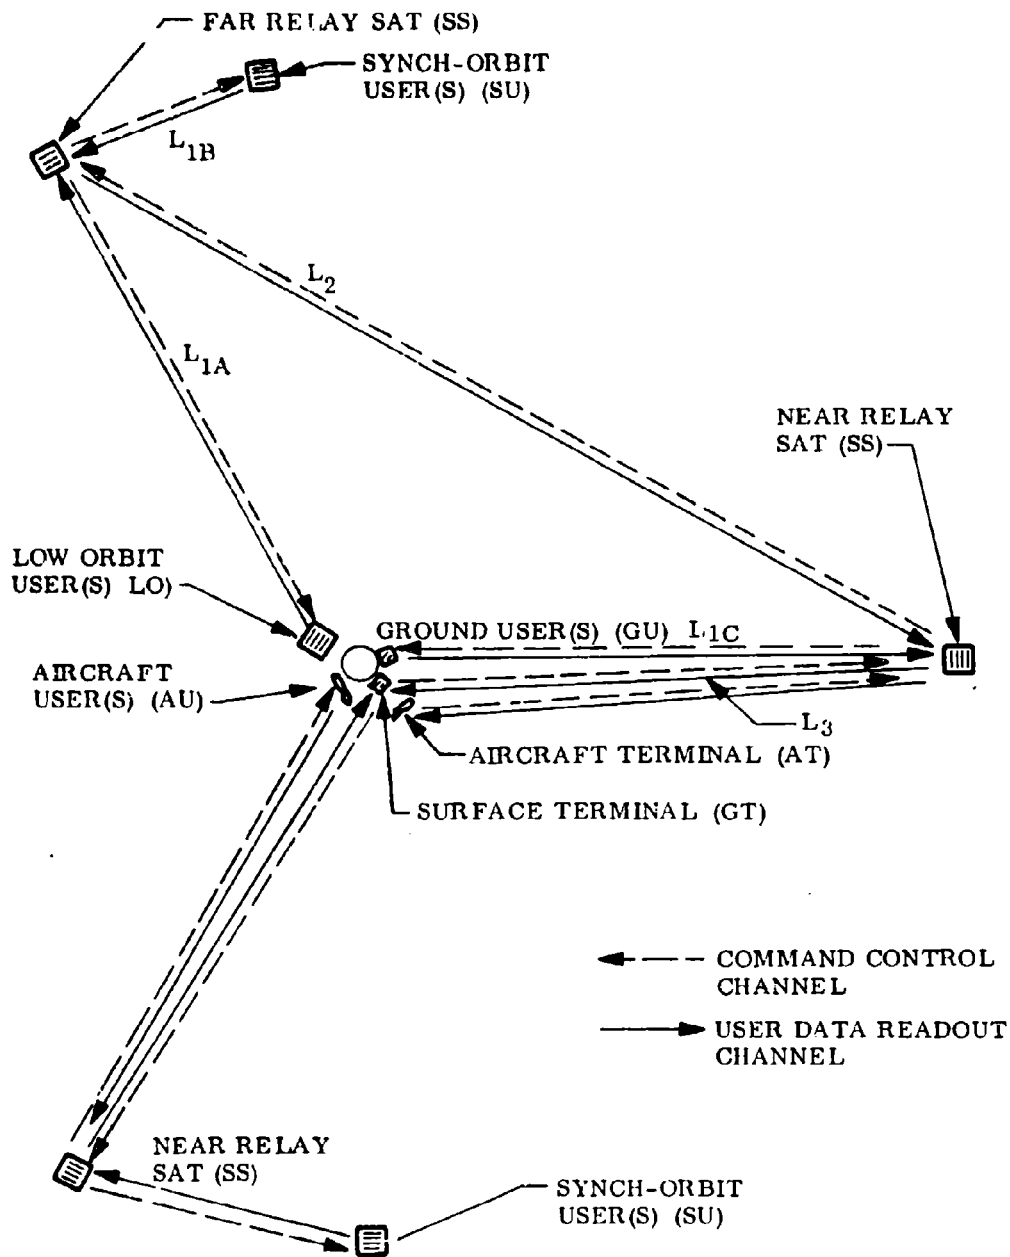 FAR RELAY SAT (SS)
SYNCH-ORBIT
USER(S) (SU)
L1B
L2
L1A
NEAR RELAY
SAT (SS)
LOW ORBIT
USER(S) LO)
GROUND USER(S) (GU)
L1C
AIRCRAFT
USER(S) (AU)
L3
AIRCRAFT TERMINAL (AT)
SURFACE TERMINAL (GT)
COMMAND CONTROL
CHANNEL
USER DATA READOUT
CHANNEL
NEAR RELAY
SAT (SS)
SYNCH-ORBIT
USER(S) (SU)